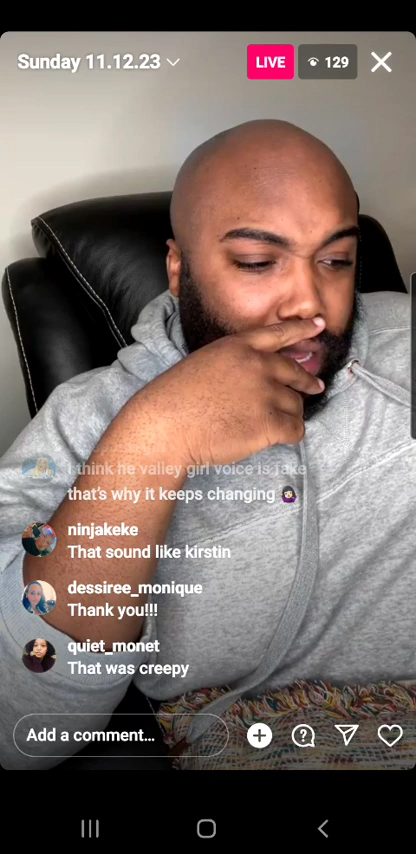 Sunday 11.12.23
LIVE
129
I think he valley girl voice is fake
that's why it keeps changing
ninjakeke
That sound like kirstin
dessiree_monique
Thank you!!!
quiet_monet
That was creepy
Add a comment...